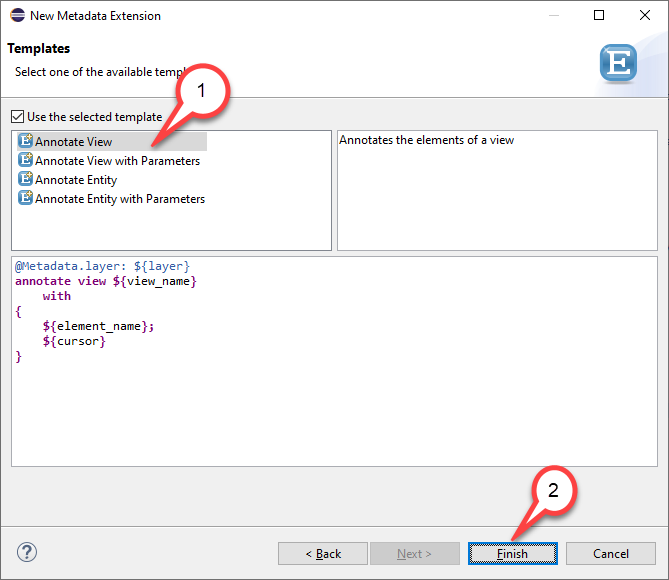 New Metadata Extension
Templates
Select one of the available templ
1
E
Use the selected template
Annotate View
Annotate View with Parameters
Annotate Entity
Annotate Entity with Parameters
Annotates the elements of a view
@Metadata.layer: ${layer}
annotate view ${view_name}
    with
{
    ${element_name};
    ${cursor}
}
2
?
< Back
Next >
Finish
Cancel